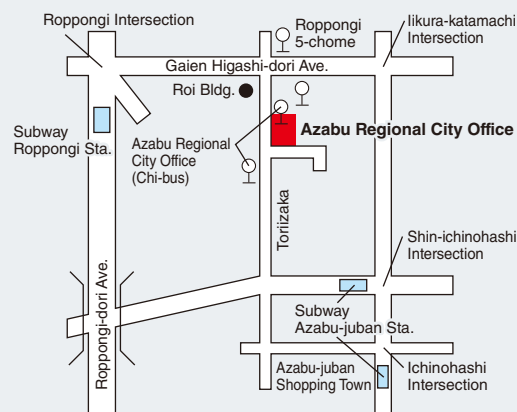 Roppongi Intersection
Roppongi
5-chome
Iikura-katamachi
Intersection
Gaien Higashi-dori Ave.
Roi Bldg.
Subway
Roppongi Sta.
Azabu Regional
City Office
(Chi-bus)
Azabu Regional City Office
Toriizaka
Shin-ichinohashi
Intersection
Roppongi-dori Ave.
Subway
Azabu-juban Sta.
Azabu-juban
Shopping Town
Ichinohashi
Intersection